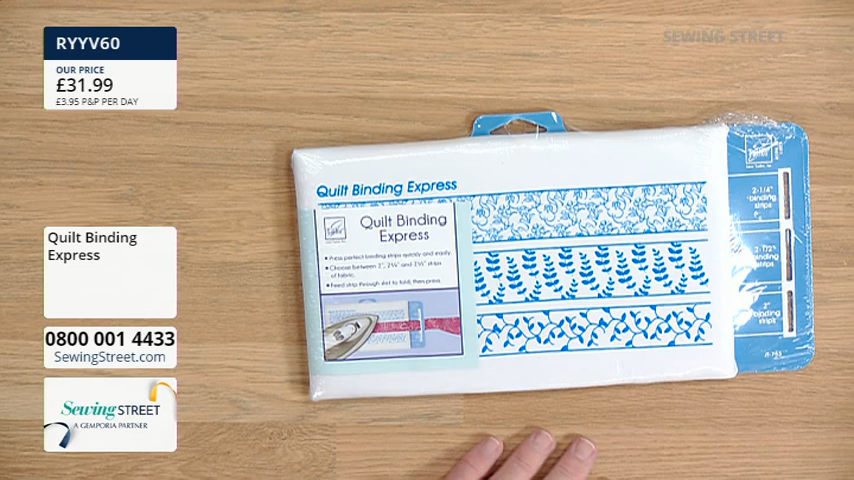 RYYV60
OUR PRICE
£31.99
£3.95 P&P PER DAY
SEWING STREET
Quilt Binding
Express
0800 001 4433
SewingStreet.com
Sewing STREET
A GEMPORIA PARTNER
Quilt Binding Express
Quilt Binding
Express
• Press perfect binding strips quickly and easily.
• Choose between 2", 2¼" and 2½" strips
of fabric.
• Feed strip through slot to fold, then press.
2-1/4"
binding
strips
2-1/2"
binding
strips
2"
binding
strips